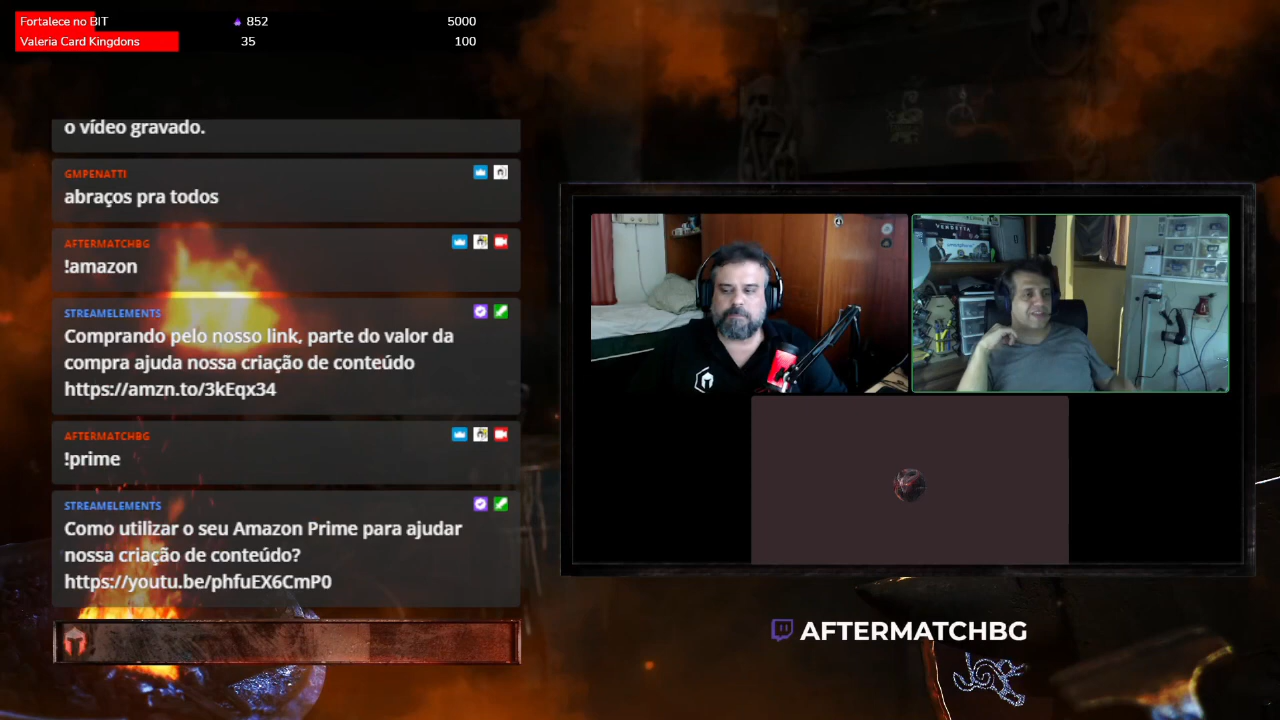 Fortalece no BIT 852 5000
Valeria Card Kingdons 35 100
o vídeo gravado.
GMPENATTI
abraços pra todos
AFTERMATCHBG
!amazon
STREAMELEMENTS
Comprando pelo nosso link, parte do valor da
compra ajuda nossa criação de conteúdo
https://amzn.to/3kEqx34
AFTERMATCHBG
!prime
STREAMELEMENTS
Como utilizar o seu Amazon Prime para ajudar
nossa criação de conteúdo?
https://youtu.be/phfuEX6CmP0
VENDETTA
AFTERMATCHBG